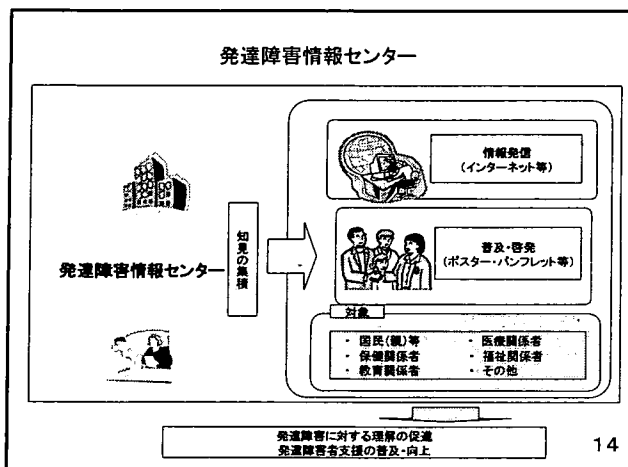 発達障害情報センター
情報発信
(インターネット等)
知見の集積
発達障害情報センター
普及・啓発
(ポスター・パンフレット等)
対象
・ 国民(親)等
・ 保健関係者
・ 教育関係者
・ 医療関係者
・ 福祉関係者
・ その他
発達障害に対する理解の促進
発達障害者支援の普及・向上
14